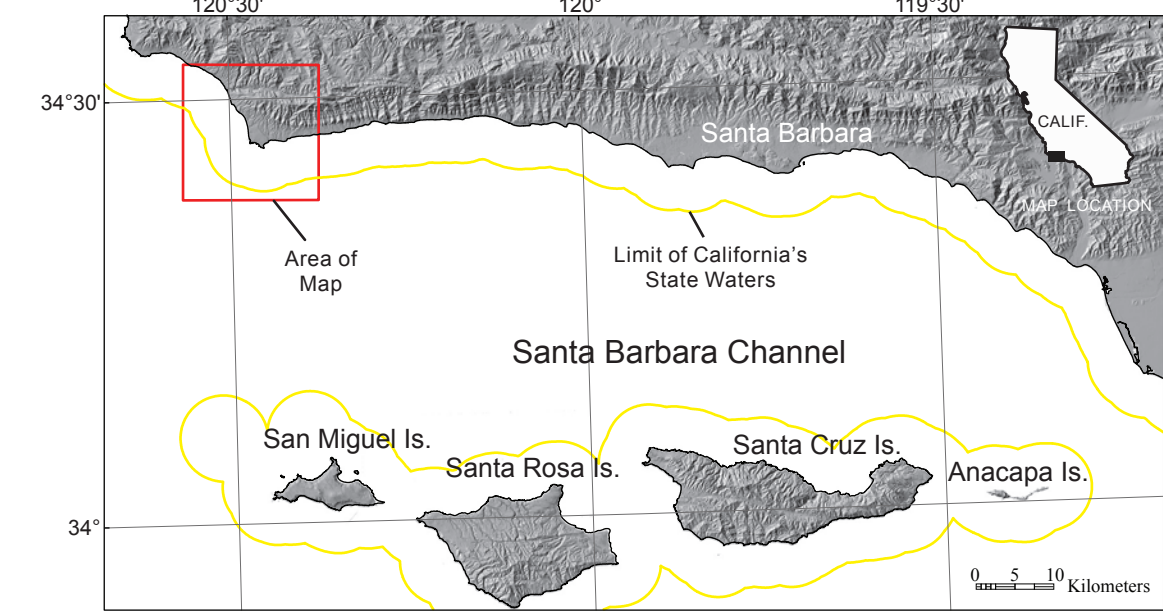 120°30'
120°
119°30'
34°30'
CALIF.
Santa Barbara
MAP LOCATION
Area of
Map
Limit of California's
State Waters
Santa Barbara Channel
San Miguel Is.
Santa Rosa Is.
Santa Cruz Is.
Anacapa Is.
34°
0 5 10
Kilometers